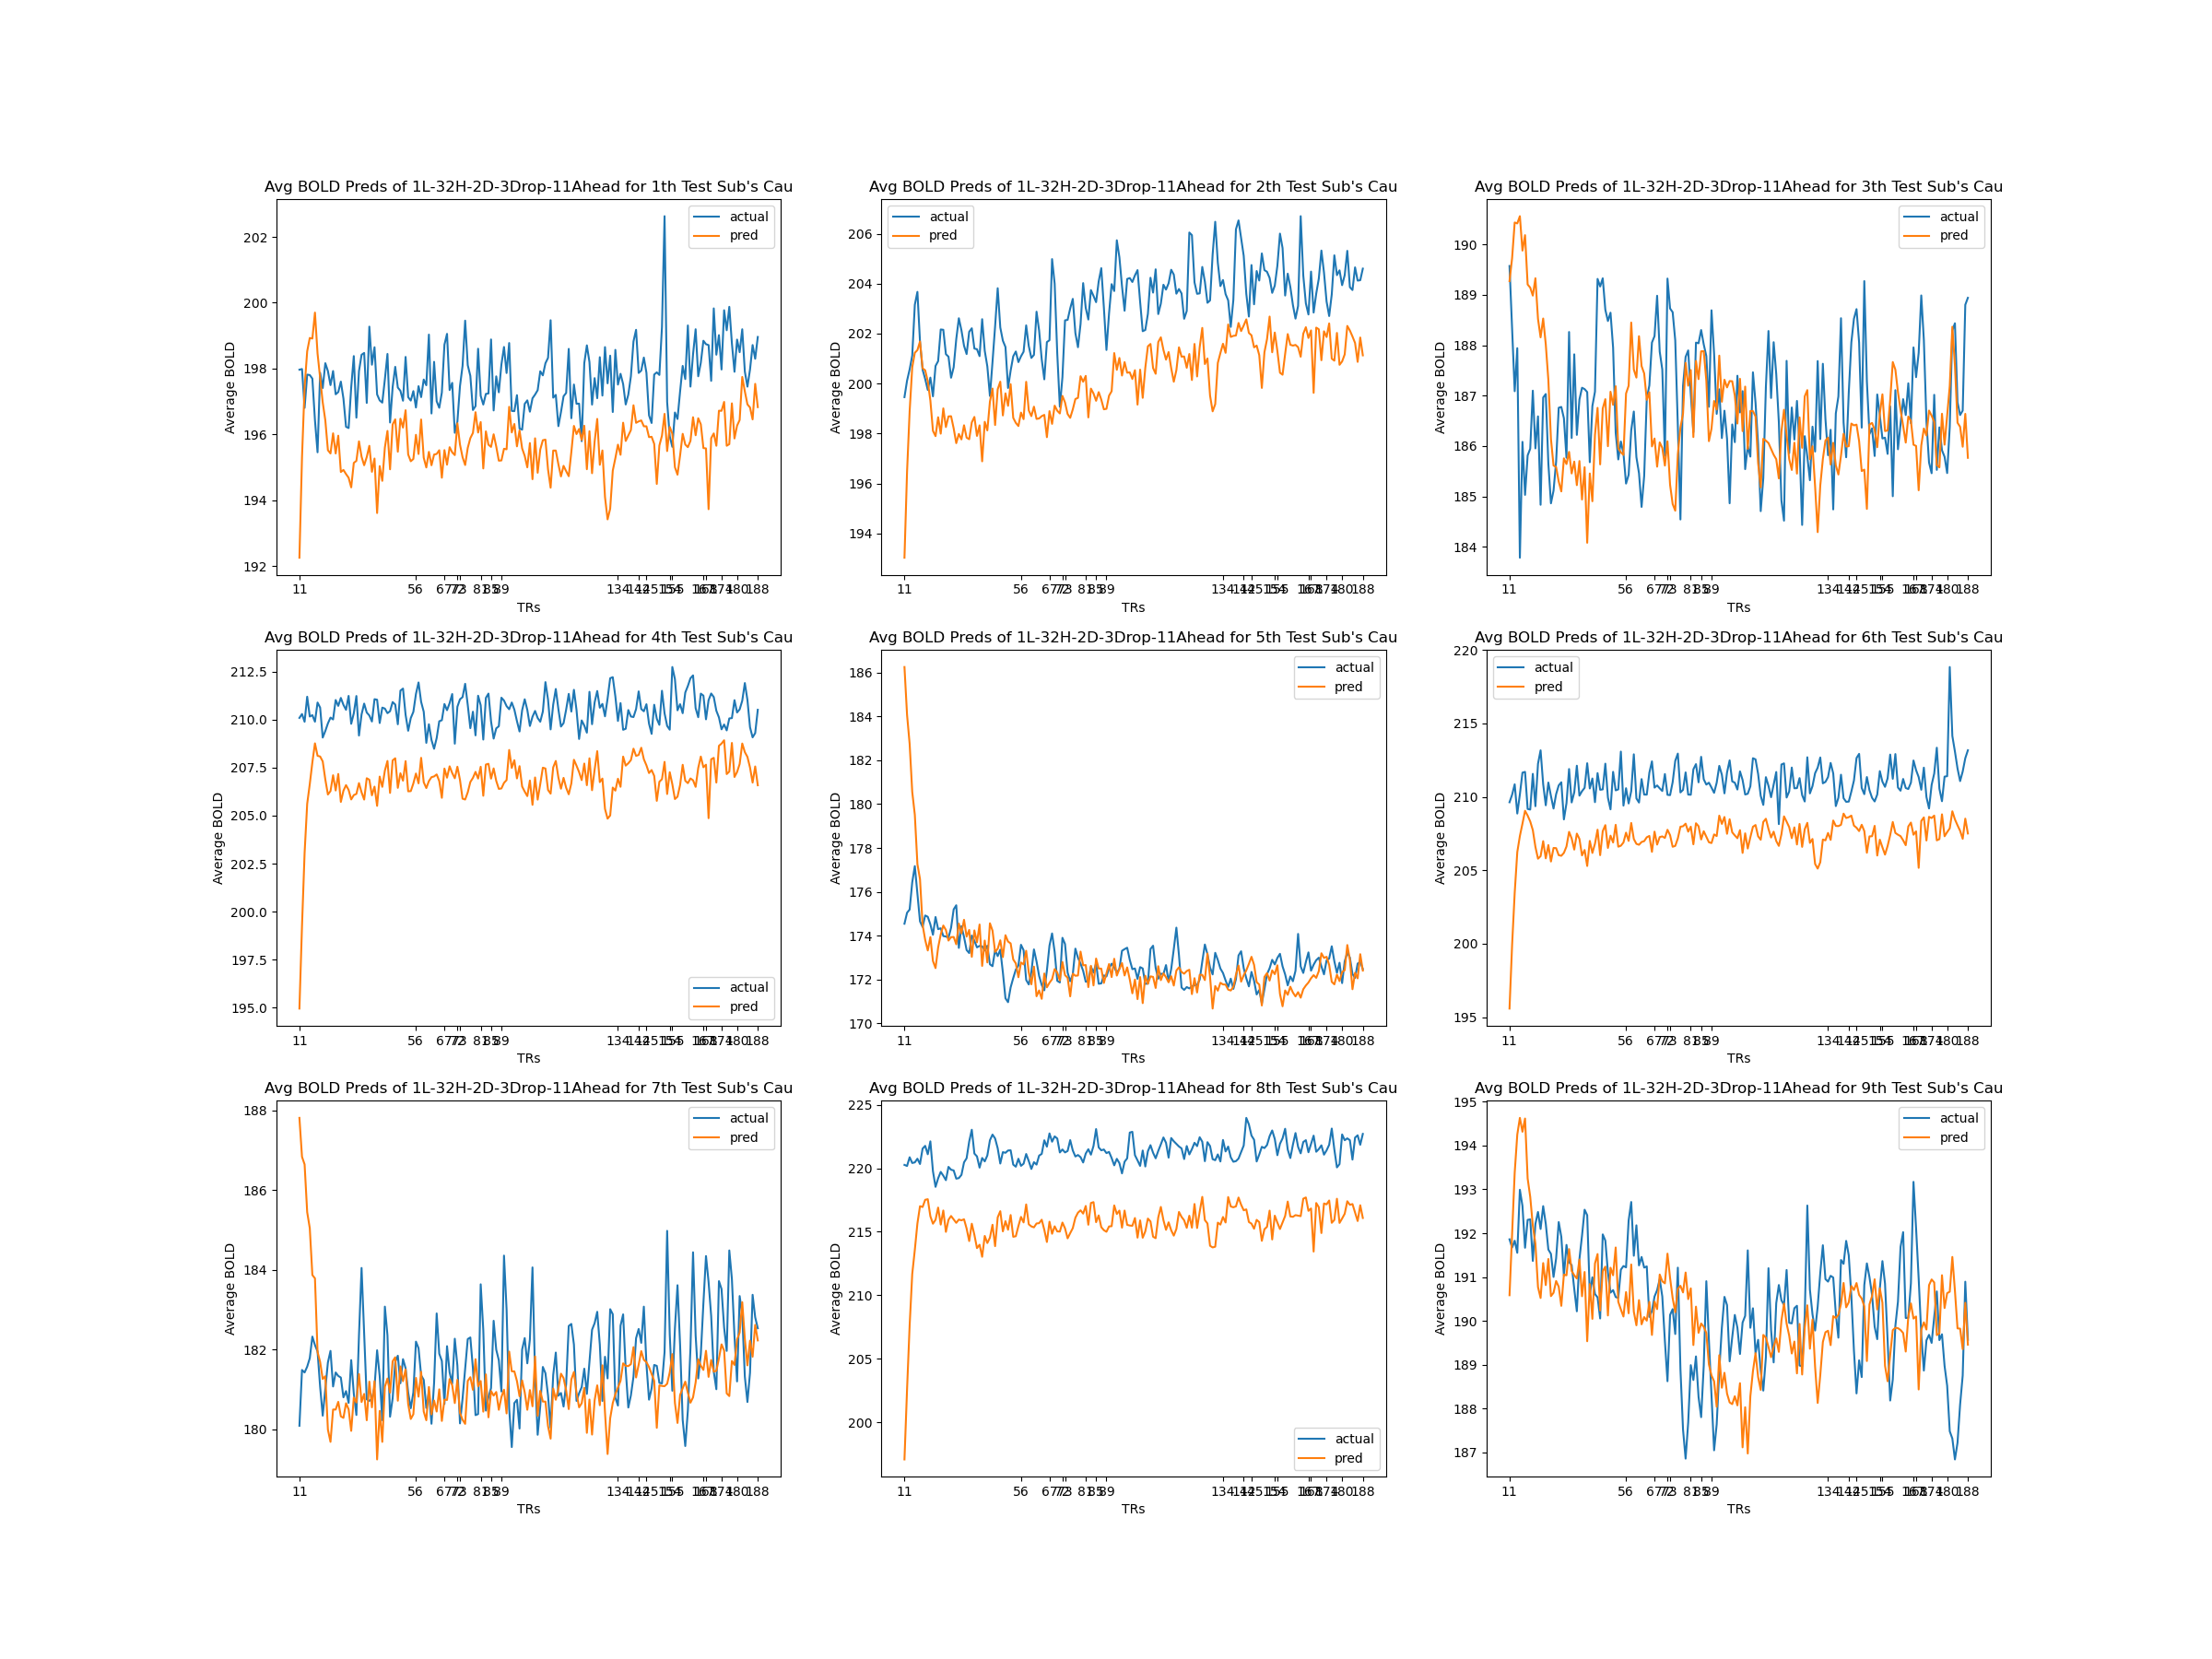 Avg BOLD Preds of 1L-32H-2D-3Drop-11Ahead for 1th Test Sub's Cau
actual
pred
Average BOLD
202
200
198
196
194
192
11 56 89 188
TRs
Avg BOLD Preds of 1L-32H-2D-3Drop-11Ahead for 2th Test Sub's Cau
actual
pred
Average BOLD
206
204
202
200
198
196
194
11 56 89 188
TRs
Avg BOLD Preds of 1L-32H-2D-3Drop-11Ahead for 3th Test Sub's Cau
actual
pred
Average BOLD
190
189
188
187
186
185
184
11 56 89 188
TRs
Avg BOLD Preds of 1L-32H-2D-3Drop-11Ahead for 4th Test Sub's Cau
Average BOLD
212.5
210.0
207.5
205.0
202.5
200.0
197.5
195.0
actual
pred
11 56 89 188
TRs
Avg BOLD Preds of 1L-32H-2D-3Drop-11Ahead for 5th Test Sub's Cau
actual
pred
Average BOLD
186
184
182
180
178
176
174
172
170
11 56 89 188
TRs
Avg BOLD Preds of 1L-32H-2D-3Drop-11Ahead for 6th Test Sub's Cau
actual
pred
Average BOLD
220
215
210
205
200
195
11 56 89 188
TRs
Avg BOLD Preds of 1L-32H-2D-3Drop-11Ahead for 7th Test Sub's Cau
actual
pred
Average BOLD
188
186
184
182
180
11 56 89 188
TRs
Avg BOLD Preds of 1L-32H-2D-3Drop-11Ahead for 8th Test Sub's Cau
Average BOLD
225
220
215
210
205
200
actual
pred
11 56 89 188
TRs
Avg BOLD Preds of 1L-32H-2D-3Drop-11Ahead for 9th Test Sub's Cau
actual
pred
Average BOLD
195
194
193
192
191
190
189
188
187
11 56 89 188
TRs